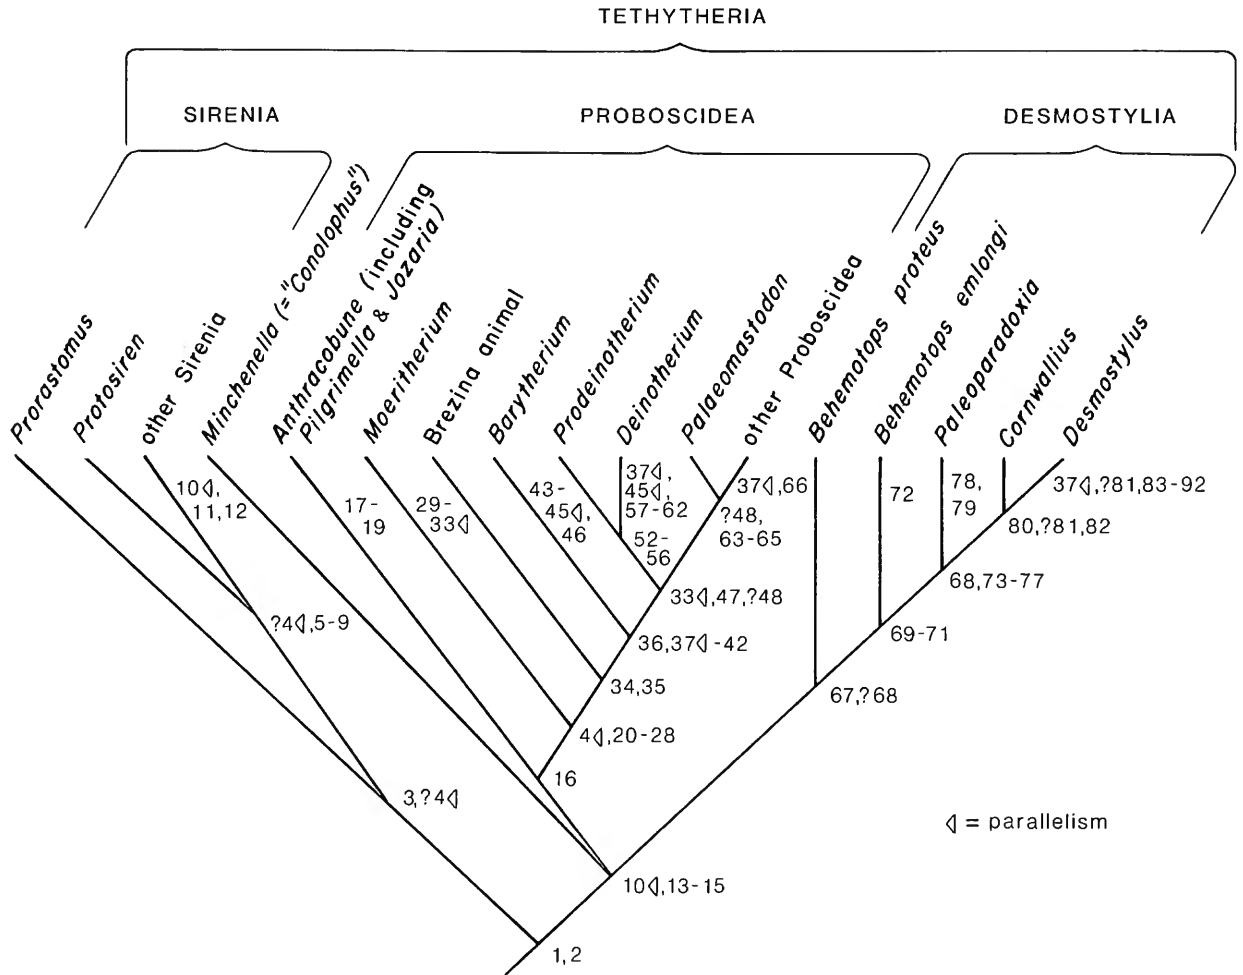 TETHYTHERIA
SIRENIA
PROBOSCIDEA
DESMOSTYLIA
Prorastomus
Protosiren
other Sirenia
Minchenella (="Conolophus")
Anthracobune (including
Pilgrimella & Jozaria)
Moeritherium
Brezina animal
Barytherium
Prodeinotherium
Deinotherium
Palaeomastodon
other Proboscidea
Behemotops proteus
Behemotops emlongi
Paleoparadoxia
Cornwallius
Desmostylus
10◁,
11,12
17-
19
29-
33◁
43-
45◁,
46
37◁,
45◁,
57-62
52-
56
37◁,66
?48,
63-65
72
78,
79
37◁,?81,83-92
80,?81,82
68,73-77
33◁,47,?48
?4◁,5-9
36,37◁-42
69-71
34,35
67,?68
4◁,20-28
16
3,?4◁
◁ = parallelism
10◁,13-15
1,2